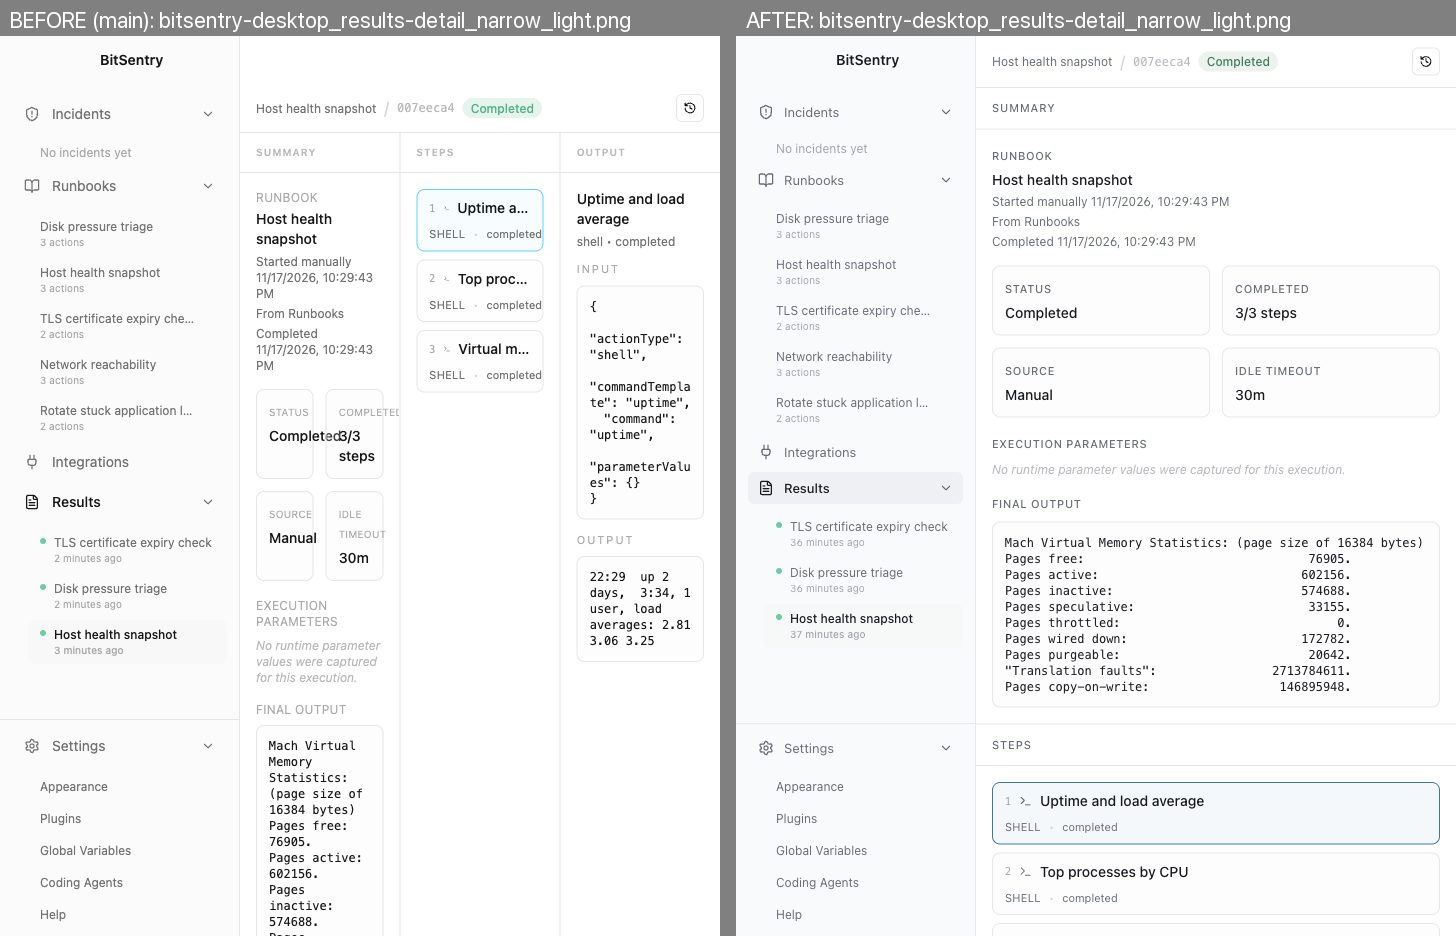 BEFORE (main): bitsentry-desktop_results-detail_narrow_light.png
BitSentry
Incidents
No incidents yet
Runbooks
Disk pressure triage
3 actions
Host health snapshot
3 actions
TLS certificate expiry che...
2 actions
Network reachability
3 actions
Rotate stuck application l...
2 actions
Integrations
Results
TLS certificate expiry check
2 minutes ago
Disk pressure triage
2 minutes ago
Host health snapshot
3 minutes ago
Settings
Appearance
Plugins
Global Variables
Coding Agents
Help
Host health snapshot / 007eeca4 Completed
SUMMARY
RUNBOOK
Host health
snapshot
Started manually
11/17/2026, 10:29:43
PM
From Runbooks
Completed
11/17/2026, 10:29:43
PM
STATUS
Completed
COMPLETED
3/3
steps
SOURCE
Manual
IDLE
TIMEOUT
30m
EXECUTION
PARAMETERS
No runtime parameter
values were captured
for this execution.
FINAL OUTPUT
Mach Virtual
Memory
Statistics:
(page size of
16384 bytes)
Pages free:
76905.
Pages active:
602156.
Pages
inactive:
574688.
STEPS
1 Uptime a...
SHELL · completed
2 Top proc...
SHELL · completed
3 Virtual m...
SHELL · completed
OUTPUT
Uptime and load
average
shell • completed
INPUT
{
"actionType":
"shell",
"commandTempla
te": "uptime",
"command":
"uptime",
"parameterValu
es": {}
}
OUTPUT
22:29  up 2
days,  3:34, 1
user, load
averages: 2.81
3.06 3.25
AFTER: bitsentry-desktop_results-detail_narrow_light.png
BitSentry
Incidents
No incidents yet
Runbooks
Disk pressure triage
3 actions
Host health snapshot
3 actions
TLS certificate expiry che...
2 actions
Network reachability
3 actions
Rotate stuck application l...
2 actions
Integrations
Results
TLS certificate expiry check
36 minutes ago
Disk pressure triage
36 minutes ago
Host health snapshot
37 minutes ago
Settings
Appearance
Plugins
Global Variables
Coding Agents
Help
Host health snapshot / 007eeca4 Completed
SUMMARY
RUNBOOK
Host health snapshot
Started manually 11/17/2026, 10:29:43 PM
From Runbooks
Completed 11/17/2026, 10:29:43 PM
STATUS
Completed
COMPLETED
3/3 steps
SOURCE
Manual
IDLE TIMEOUT
30m
EXECUTION PARAMETERS
No runtime parameter values were captured for this execution.
FINAL OUTPUT
Mach Virtual Memory Statistics: (page size of 16384 bytes)
Pages free: 76905.
Pages active: 602156.
Pages inactive: 574688.
Pages speculative: 33155.
Pages throttled: 0.
Pages wired down: 172782.
Pages purgeable: 20642.
"Translation faults": 2713784611.
Pages copy-on-write: 146895948.
STEPS
1 >_ Uptime and load average
SHELL · completed
2 >_ Top processes by CPU
SHELL · completed